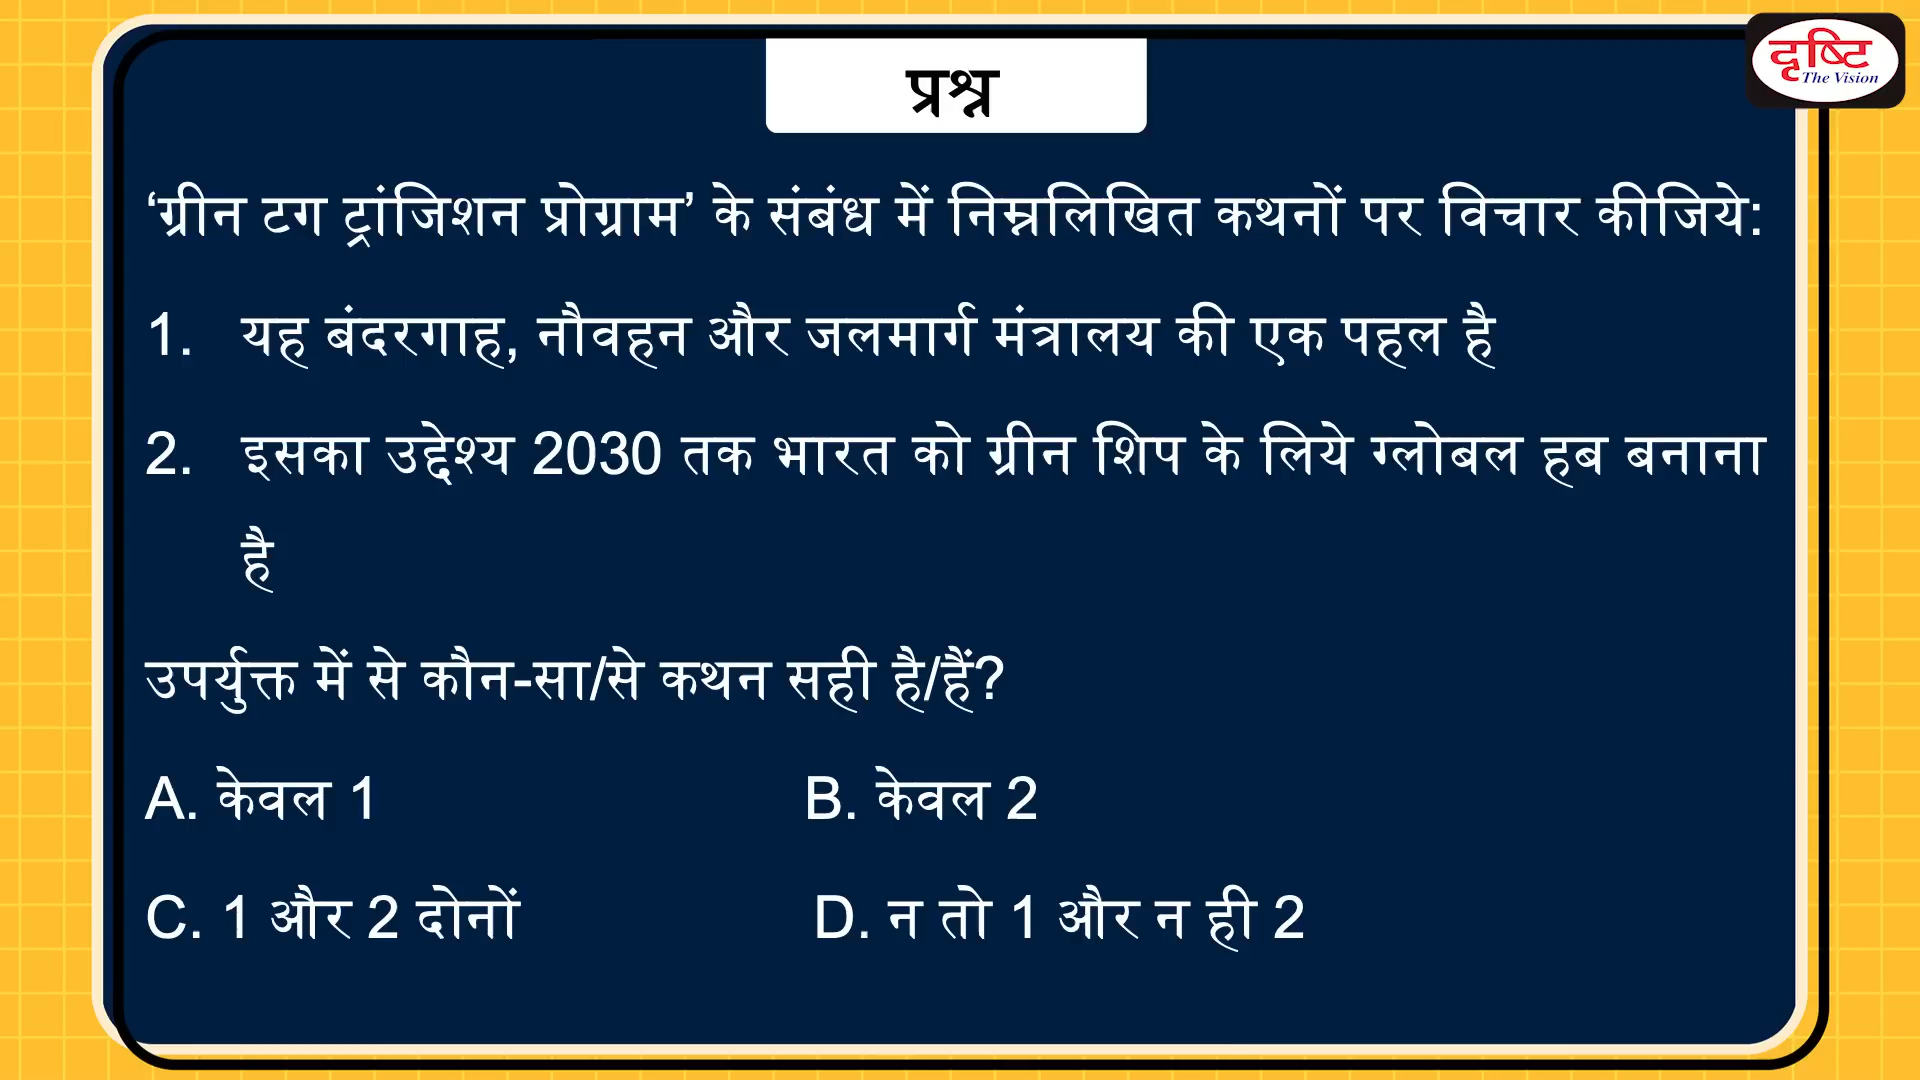 दृष्टि
The Vision
प्रश्न
‘ग्रीन टग ट्रांजिशन प्रोग्राम’ के संबंध में निम्नलिखित कथनों पर विचार कीजिये:
1. यह बंदरगाह, नौवहन और जलमार्ग मंत्रालय की एक पहल है
2. इसका उद्देश्य 2030 तक भारत को ग्रीन शिप के लिये ग्लोबल हब बनाना
है
उपर्युक्त में से कौन-सा/से कथन सही है/हैं?
A. केवल 1 B. केवल 2
C. 1 और 2 दोनों D. न तो 1 और न ही 2